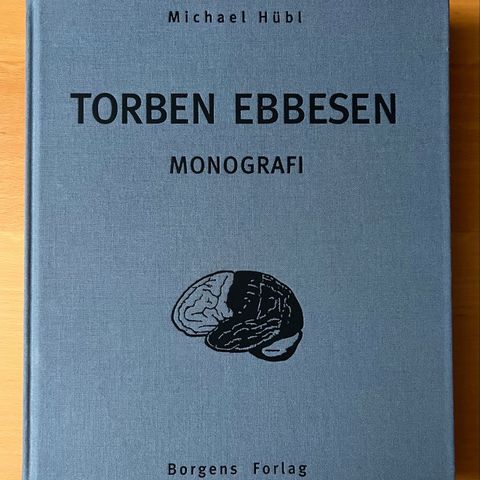 Michael Hübl
TORBEN EBBESEN
MONOGRAFI
Borgens Forlag